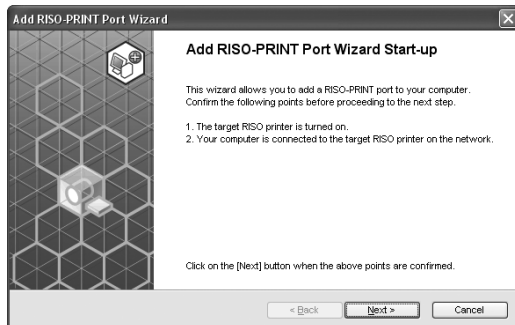 Add RISO-PRINT Port Wizard
Add RISO-PRINT Port Wizard Start-up
This wizard allows you to add a RISO-PRINT port to your computer.
Confirm the following points before proceeding to the next step.
1. The target RISO printer is turned on.
2. Your computer is connected to the target RISO printer on the network.
Click on the [Next] button when the above points are confirmed.
< Back Next > Cancel